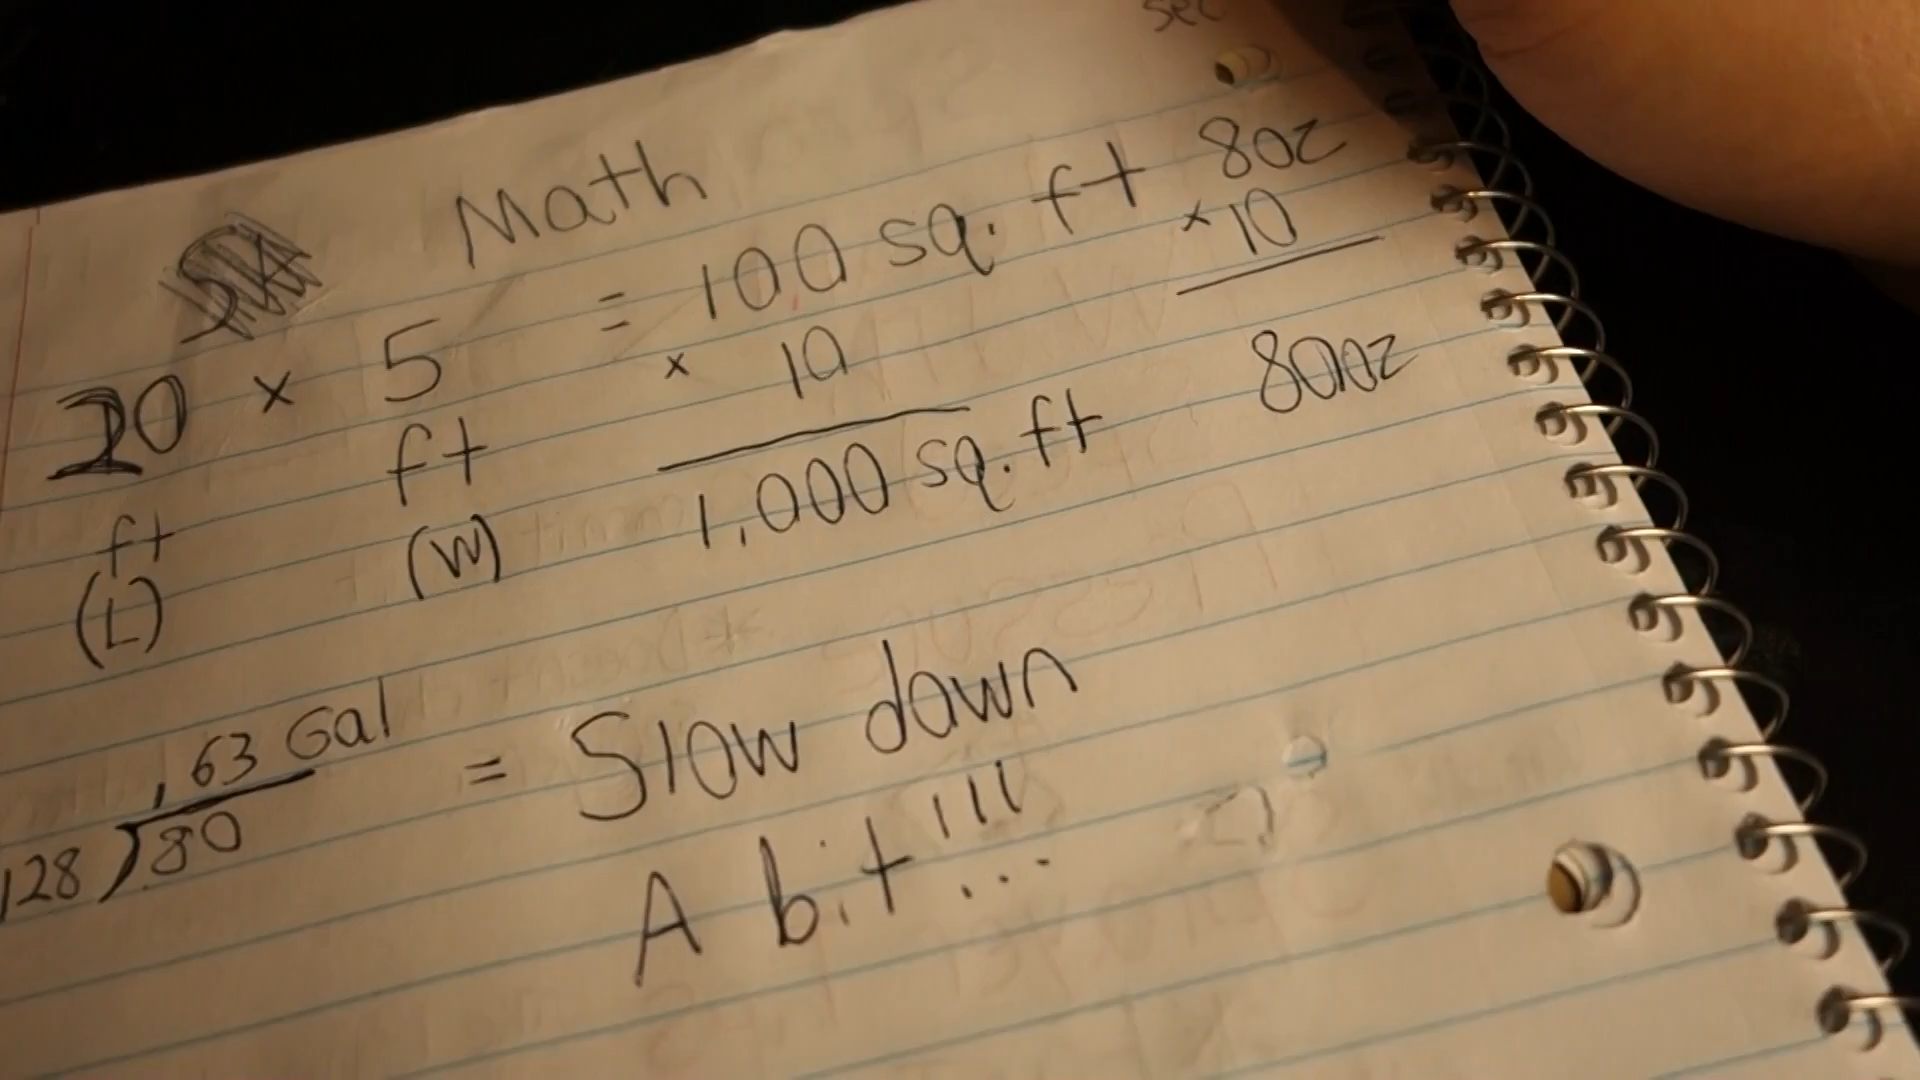 sec
Math
20 × 5 = 100 sq. ft 8oz
ft ft × 10 × 10
(L) (W) 1,000 sq. ft 80oz
.63 Gal = Slow down
128 80 A bit!!!